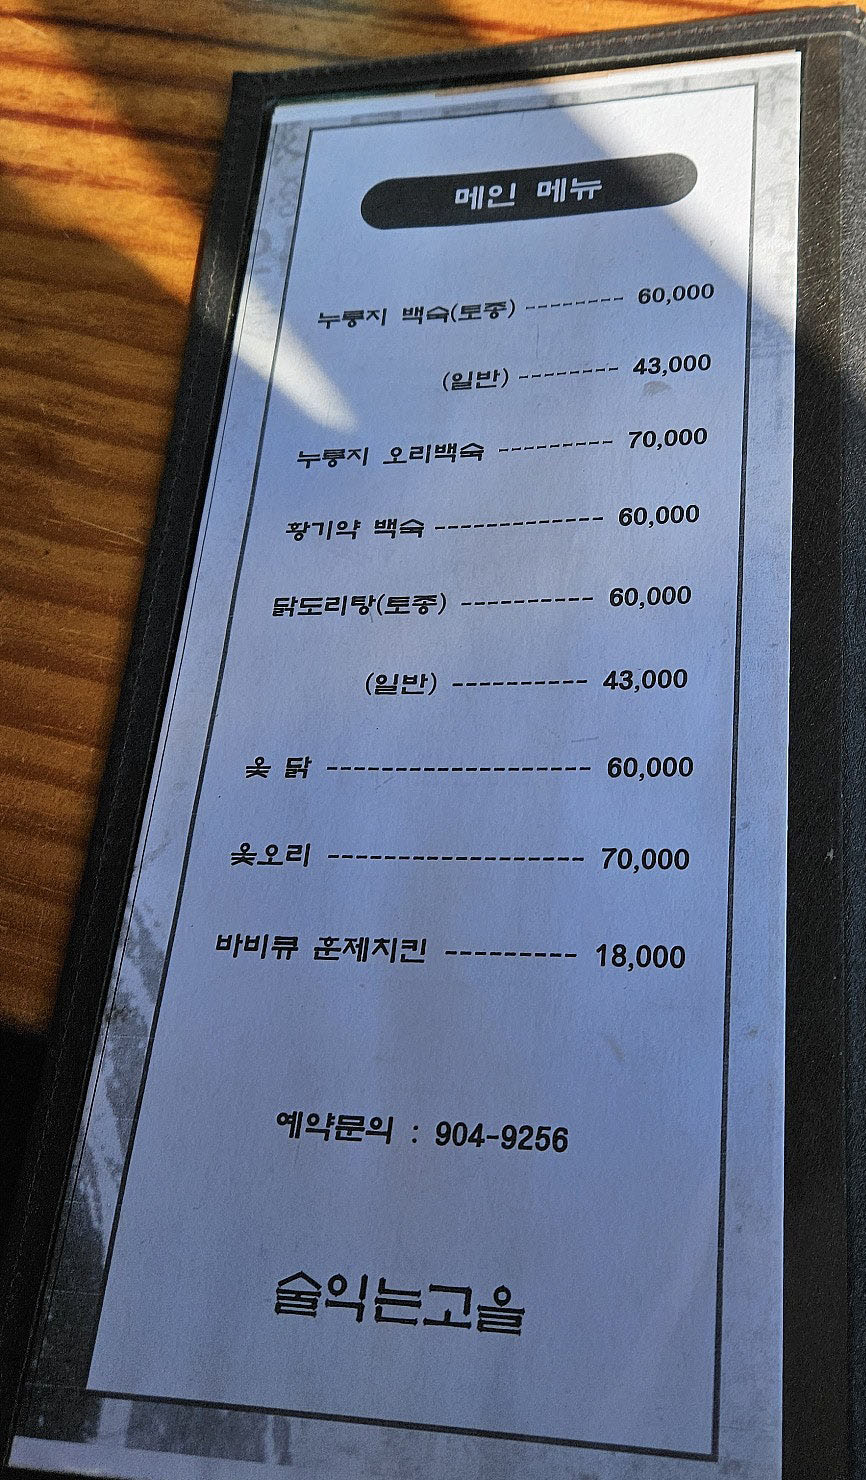 메인 메뉴
누룽지 백숙(토종) -------- 60,000
(일반) -------- 43,000
누룽지 오리백숙 --------- 70,000
황기약 백숙 ------------- 60,000
닭도리탕(토종) ---------- 60,000
(일반) ---------- 43,000
옻 닭 ------------------- 60,000
옻오리 ------------------ 70,000
바비큐 훈제치킨 --------- 18,000
예약문의 : 904-9256
술익는고을